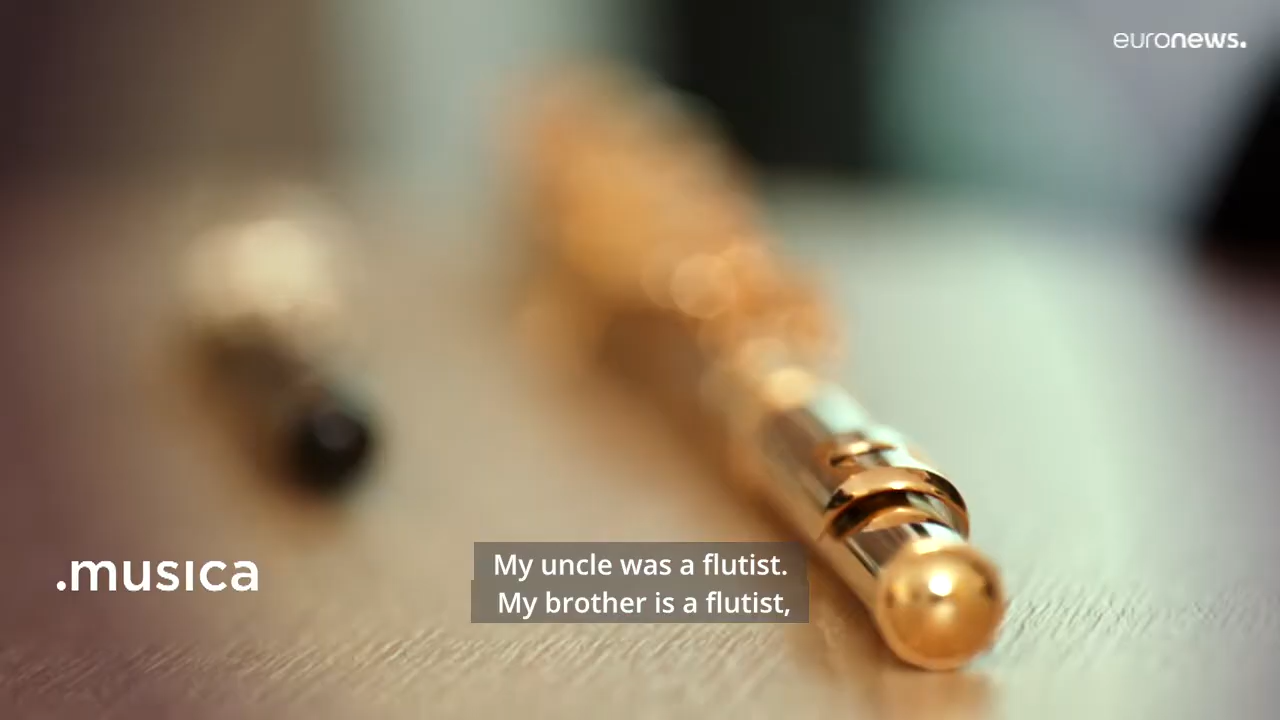 euronews.
.musica
My uncle was a flutist.
My brother is a flutist,